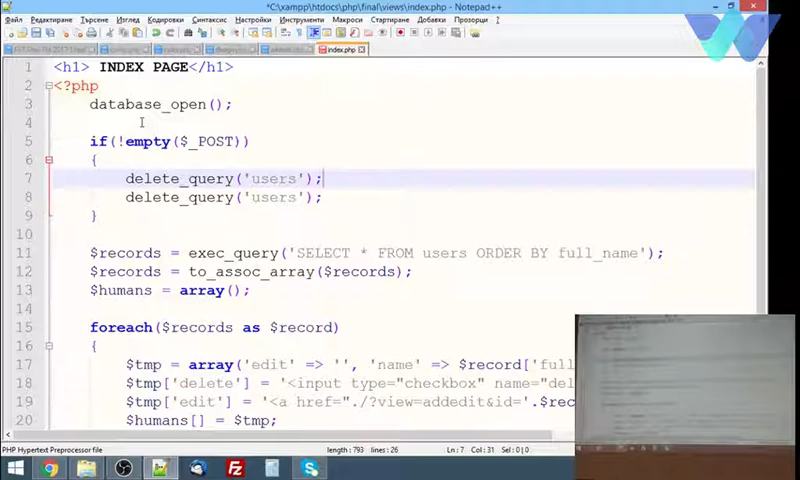 *C:\xampp\htdocs\php\final\views\index.php - Notepad++
Файл Редактиране Търсене Изглед Кодировки Синтаксис Настройки Инструменти Макроси Стартиране Добавки Прозорци ?
index.php
1 <h1> INDEX PAGE</h1>
2 <?php
3 database_open();
4
5 if(!empty($_POST))
6 {
7 delete_query('users');
8 delete_query('users');
9 }
10
11 $records = exec_query('SELECT * FROM users ORDER BY full_name');
12 $records = to_assoc_array($records);
13 $humans = array();
14
15 foreach($records as $record)
16 {
17 $tmp = array('edit' => '', 'name' => $record['ful
18 $tmp['delete'] = '<input type="checkbox" name="del
19 $tmp['edit'] = '<a href="./?view=addedit&id='.$rec
20 $humans[] = $tmp;
PHP Hypertext Preprocessor file length : 793 lines : 26 Ln : 7 Col : 31 Sel : 0 | 0